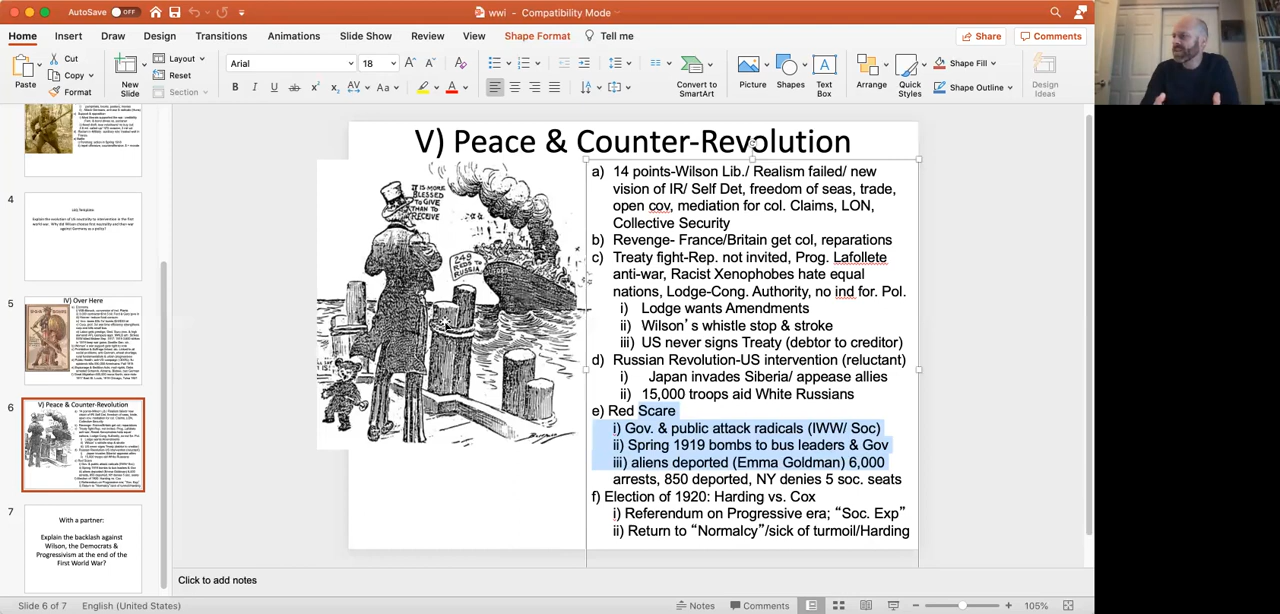 AutoSave OFF
wwi - Compatibility Mode
Home Insert Draw Design Transitions Animations Slide Show Review View Shape Format Tell me Share Comments
Paste Cut Copy Format New Slide Layout Reset Section Arial 18 Convert to SmartArt Picture Shapes Text Box Arrange Quick Styles Shape Fill Shape Outline Design Ideas
4
5
IV) Over Here
6
V) Peace & Counter-Revolution
7
With a partner:
Explain the backlash against
Wilson, the Democrats &
Progressivism at the end of the
First World War?
V) Peace & Counter-Revolution
IT IS MORE
BLESSED
TO GIVE
THAN TO
RECEIVE
249
REDS TO
RUSSIA
a) 14 points-Wilson Lib./ Realism failed/ new
vision of IR/ Self Det, freedom of seas, trade,
open cov, mediation for col. Claims, LON,
Collective Security
b) Revenge- France/Britain get col, reparations
c) Treaty fight-Rep. not invited, Prog. Lafollete
anti-war, Racist Xenophobes hate equal
nations, Lodge-Cong. Authority, no ind for. Pol.
i) Lodge wants Amendments
ii) Wilson's whistle stop & stroke
iii) US never signs Treaty (debtor to creditor)
d) Russian Revolution-US intervention (reluctant)
i) Japan invades Siberia/ appease allies
ii) 15,000 troops aid White Russians
e) Red Scare
i) Gov. & public attack radicals (IWW/ Soc)
ii) Spring 1919 bombs to bus leaders & Gov
iii) aliens deported (Emma Goldman) 6,000
arrests, 850 deported, NY denies 5 soc. seats
f) Election of 1920: Harding vs. Cox
i) Referendum on Progressive era; “Soc. Exp”
ii) Return to “Normalcy”/sick of turmoil/Harding
Click to add notes
Slide 6 of 7 English (United States) Notes Comments 105%